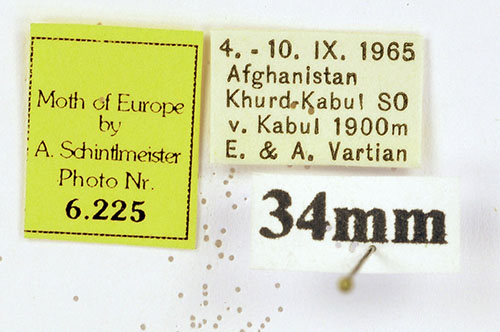 Moth of Europe
by
A. Schintlmeister
Photo Nr.
6.225
4. - 10. IX. 1965
Afghanistan
Khurd-Kabul SO
v. Kabul 1900m
E. & A. Vartian
34mm